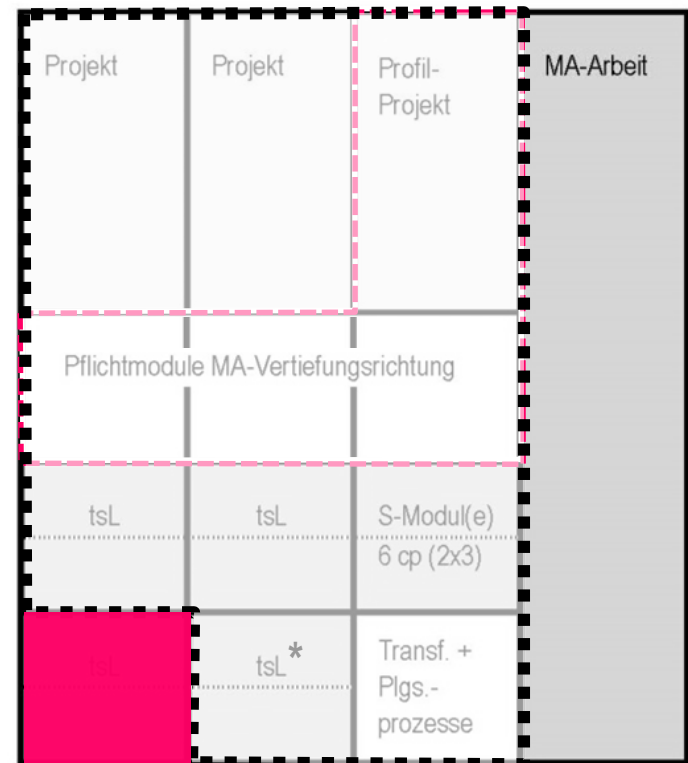 Projekt
Projekt
Profil-
Projekt
MA-Arbeit
Pflichtmodule MA-Vertiefungsrichtung
tsL
tsL
S-Modul(e)
6 cp (2x3)
tsL
tsL*
Transf. +
Plgs.-
prozesse